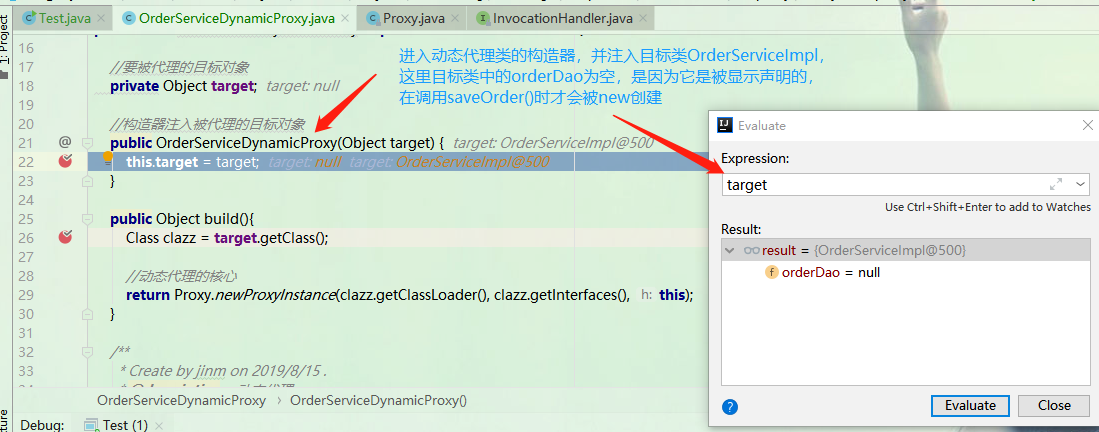 1: Project
Test.java ×
OrderServiceDynamicProxy.java ×
Proxy.java ×
InvocationHandler.java ×
16
17 //要被代理的目标对象
18 private Object target; target: null
19
20 //构造器注入被代理的目标对象
21 @ public OrderServiceDynamicProxy(Object target) { target: OrderServiceImpl@500
22 this.target = target; target: null target: OrderServiceImpl@500
23 }
24
25 public Object build(){
26 Class clazz = target.getClass();
27
28 //动态代理的核心
29 return Proxy.newProxyInstance(clazz.getClassLoader(), clazz.getInterfaces(), h: this);
30 }
31
32 /**
33 * Create by jinm on 2019/8/15 .
OrderServiceDynamicProxy › OrderServiceDynamicProxy()
Debug: Test (1) ×
进入动态代理类的构造器，并注入目标类OrderServiceImpl，
这里目标类中的orderDao为空，是因为它是被显示声明的，
在调用saveOrder()时才会被new创建
Evaluate
Expression:
target
Use Ctrl+Shift+Enter to add to Watches
Result:
result = {OrderServiceImpl@500}
f orderDao = null
?
Evaluate
Close